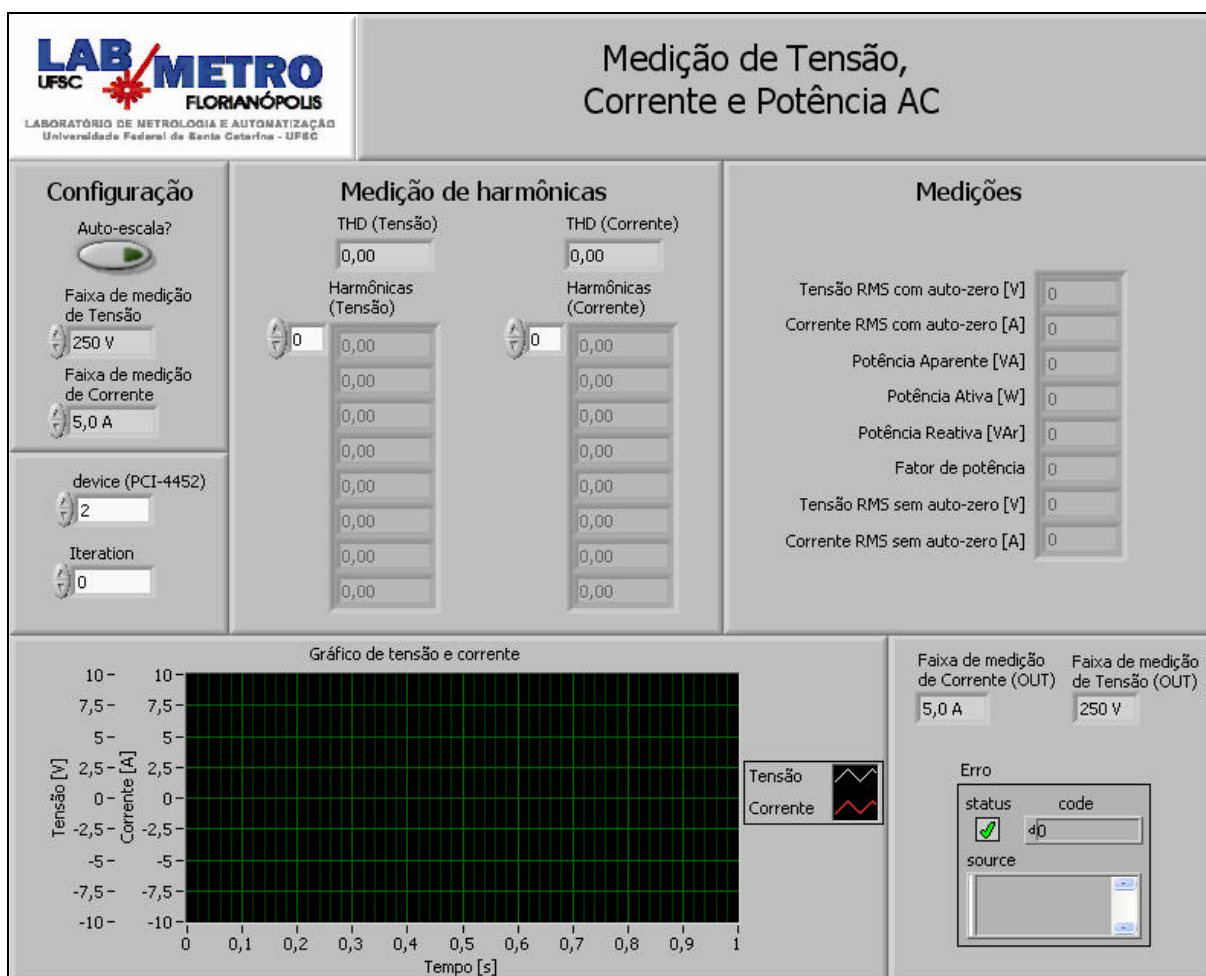 LAB METRO
UFSC
FLORIANÓPOLIS
LABORATÓRIO DE METROLOGIA E AUTOMATIZAÇÃO
Universidade Federal de Santa Catarina - UFSC
Medição de Tensão,
Corrente e Potência AC
Configuração
Auto-escala?
Faixa de medição
de Tensão
250 V
Faixa de medição
de Corrente
5,0 A
device (PCI-4452)
2
Iteration
0
Medição de harmônicas
THD (Tensão)
0,00
Harmônicas
(Tensão)
0
0,00
0,00
0,00
0,00
0,00
0,00
0,00
0,00
THD (Corrente)
0,00
Harmônicas
(Corrente)
0
0,00
0,00
0,00
0,00
0,00
0,00
0,00
0,00
Medições
Tensão RMS com auto-zero [V] 0
Corrente RMS com auto-zero [A] 0
Potência Aparente [VA] 0
Potência Ativa [W] 0
Potência Reativa [VAr] 0
Fator de potência 0
Tensão RMS sem auto-zero [V] 0
Corrente RMS sem auto-zero [A] 0
Gráfico de tensão e corrente
Tensão [V]
10
7,5
5
2,5
0
-2,5
-5
-7,5
-10
Corrente [A]
10
7,5
5
2,5
0
-2,5
-5
-7,5
-10
0 0,1 0,2 0,3 0,4 0,5 0,6 0,7 0,8 0,9 1
Tempo [s]
Tensão
Corrente
Faixa de medição
de Corrente (OUT)
5,0 A
Faixa de medição
de Tensão (OUT)
250 V
Erro
status code
d0
source